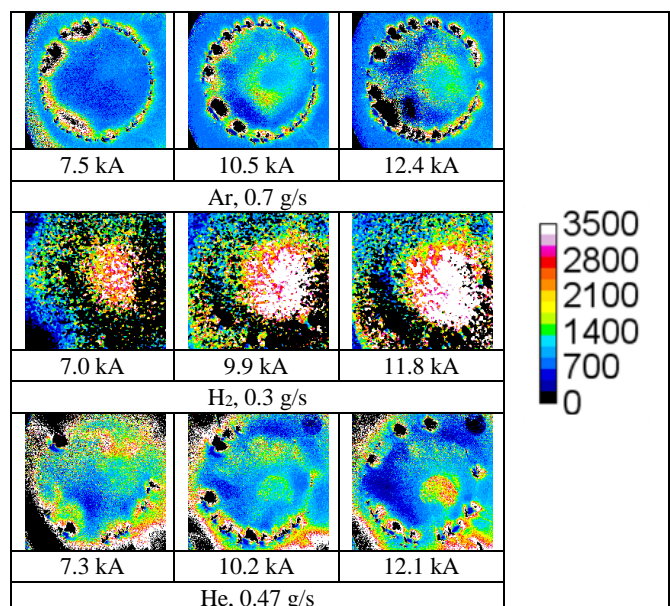 7.5 kA 10.5 kA 12.4 kA
Ar, 0.7 g/s
7.0 kA 9.9 kA 11.8 kA
H2, 0.3 g/s
7.3 kA 10.2 kA 12.1 kA
He, 0.47 g/s
3500
2800
2100
1400
700
0